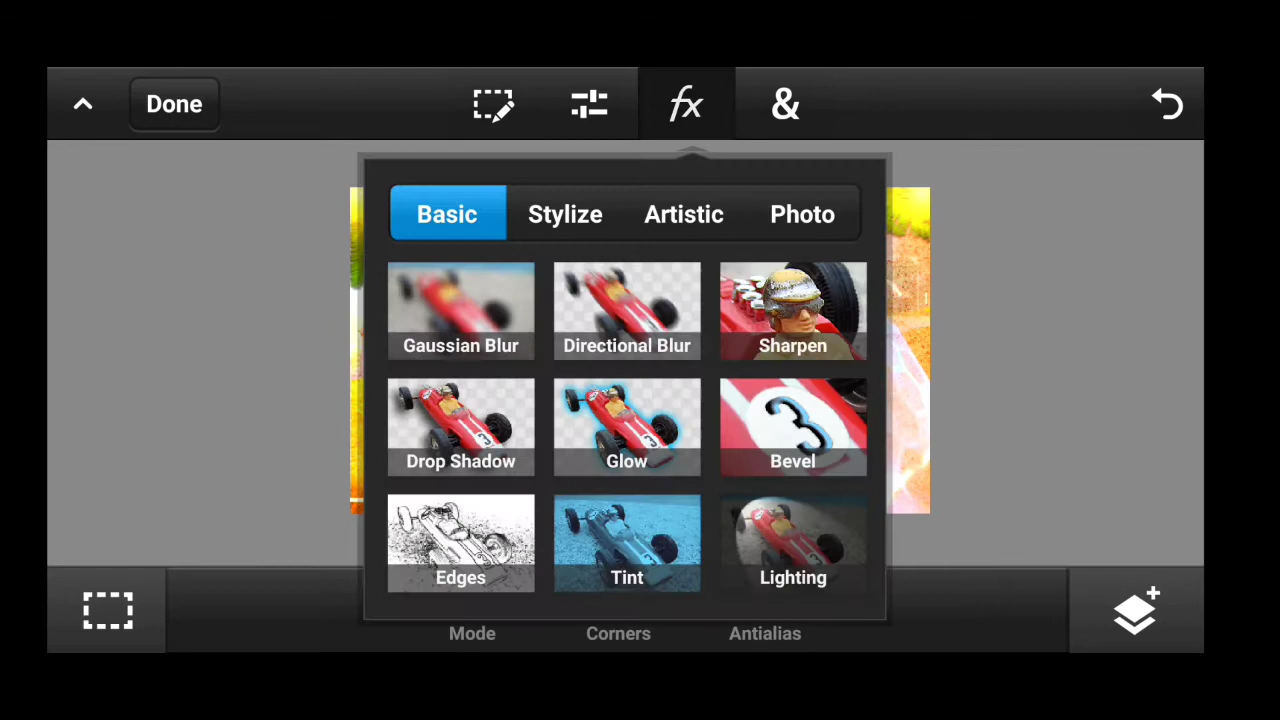 Done fx &
Basic Stylize Artistic Photo
Gaussian Blur Directional Blur Sharpen
Drop Shadow Glow Bevel
Edges Tint Lighting
Mode Corners Antialias